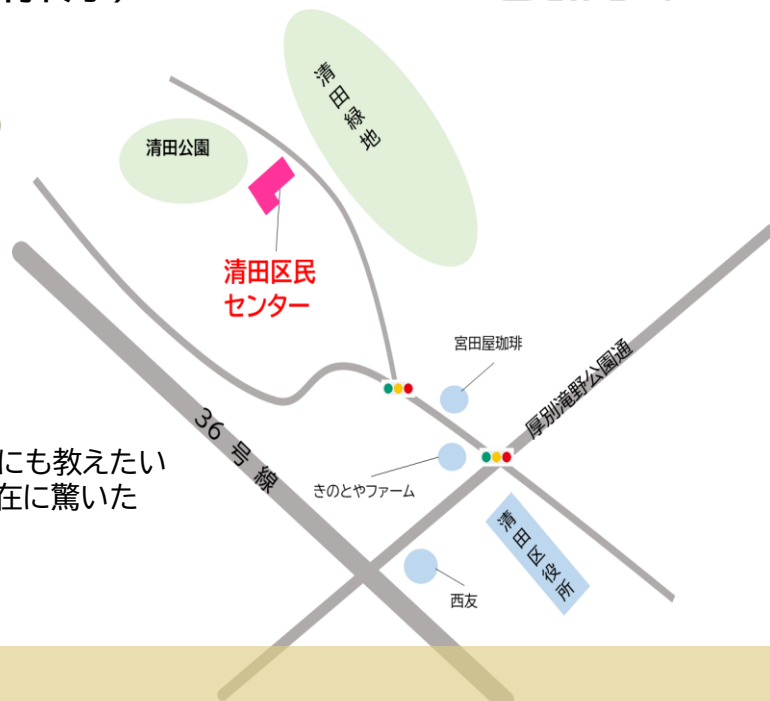 清田緑地
清田公園
清田区民
センター
宮田屋珈琲
厚別滝野公園通
36号線
にも教えたい
在に驚いた
きのとやファーム
清田区役所
西友